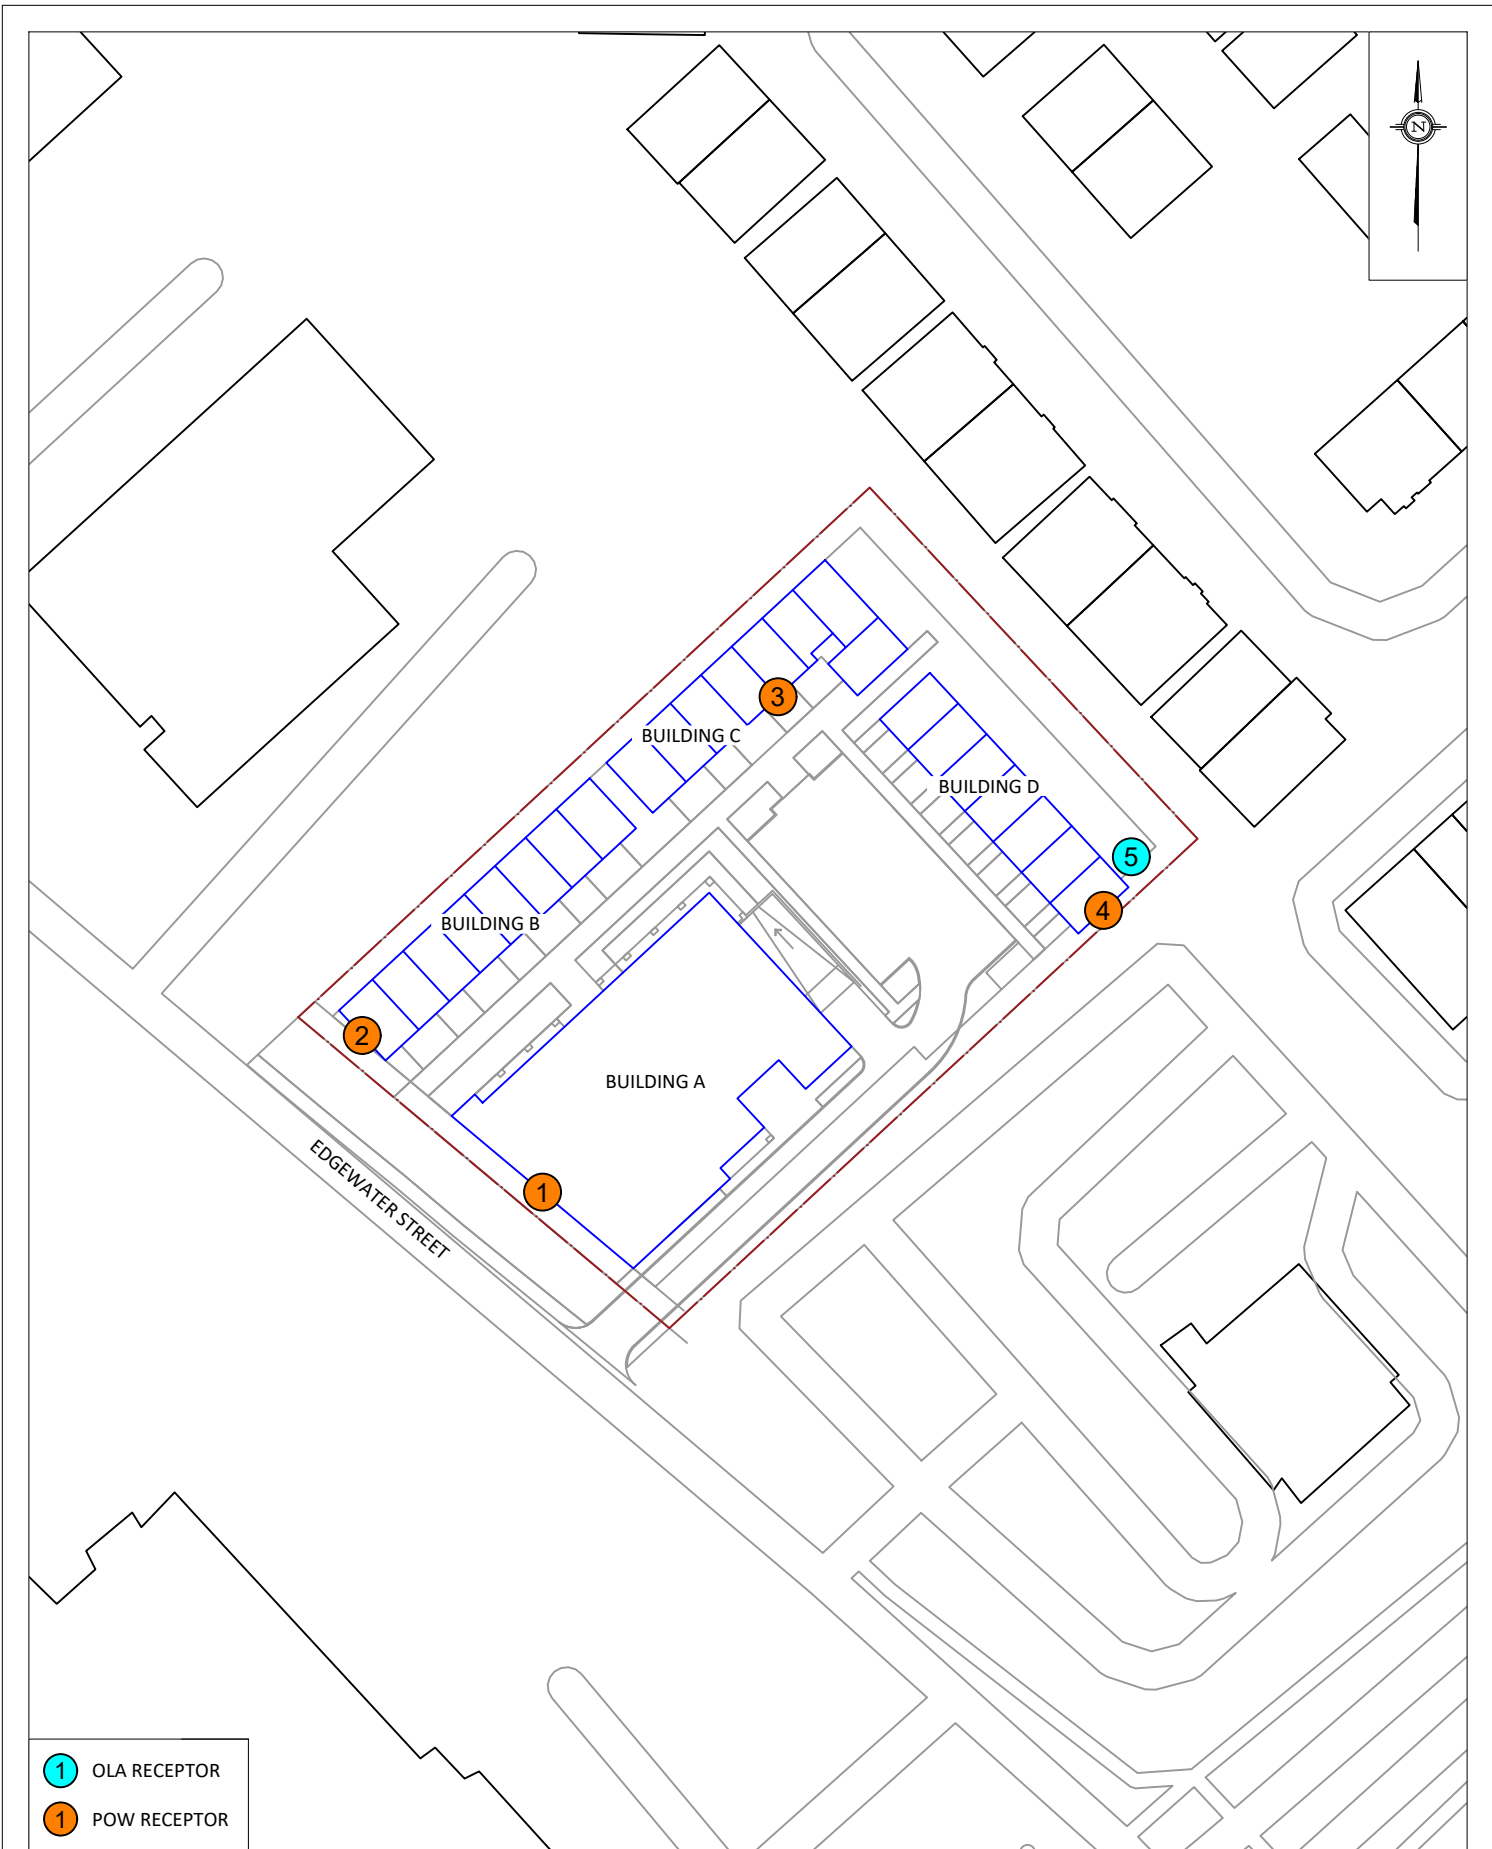 N
3
BUILDING C
BUILDING D
5
4
BUILDING B
2
BUILDING A
1
EDGEWATER STREET
1 OLA RECEPTOR
1 POW RECEPTOR